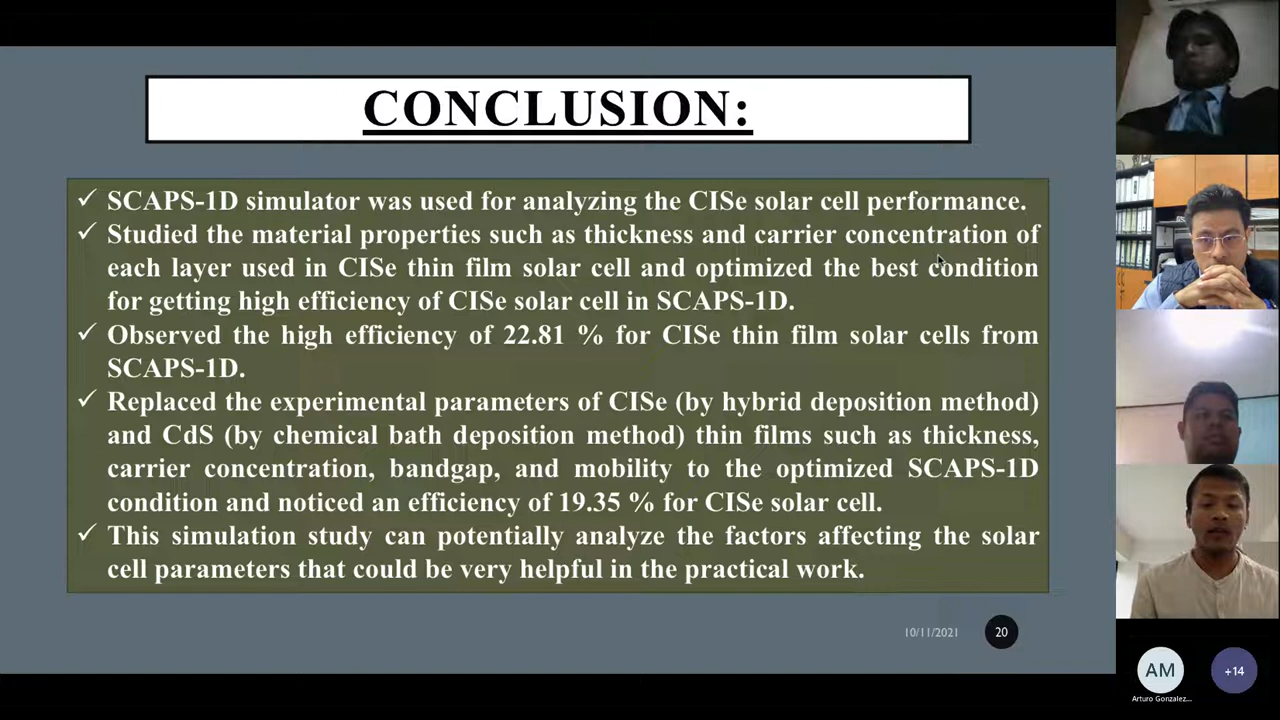 CONCLUSION:
✓ SCAPS-1D simulator was used for analyzing the CISe solar cell performance.
✓ Studied the material properties such as thickness and carrier concentration of
each layer used in CISe thin film solar cell and optimized the best condition
for getting high efficiency of CISe solar cell in SCAPS-1D.
✓ Observed the high efficiency of 22.81 % for CISe thin film solar cells from
SCAPS-1D.
✓ Replaced the experimental parameters of CISe (by hybrid deposition method)
and CdS (by chemical bath deposition method) thin films such as thickness,
carrier concentration, bandgap, and mobility to the optimized SCAPS-1D
condition and noticed an efficiency of 19.35 % for CISe solar cell.
✓ This simulation study can potentially analyze the factors affecting the solar
cell parameters that could be very helpful in the practical work.
10/11/2021 20
AM +14
Arturo Gonzalez...